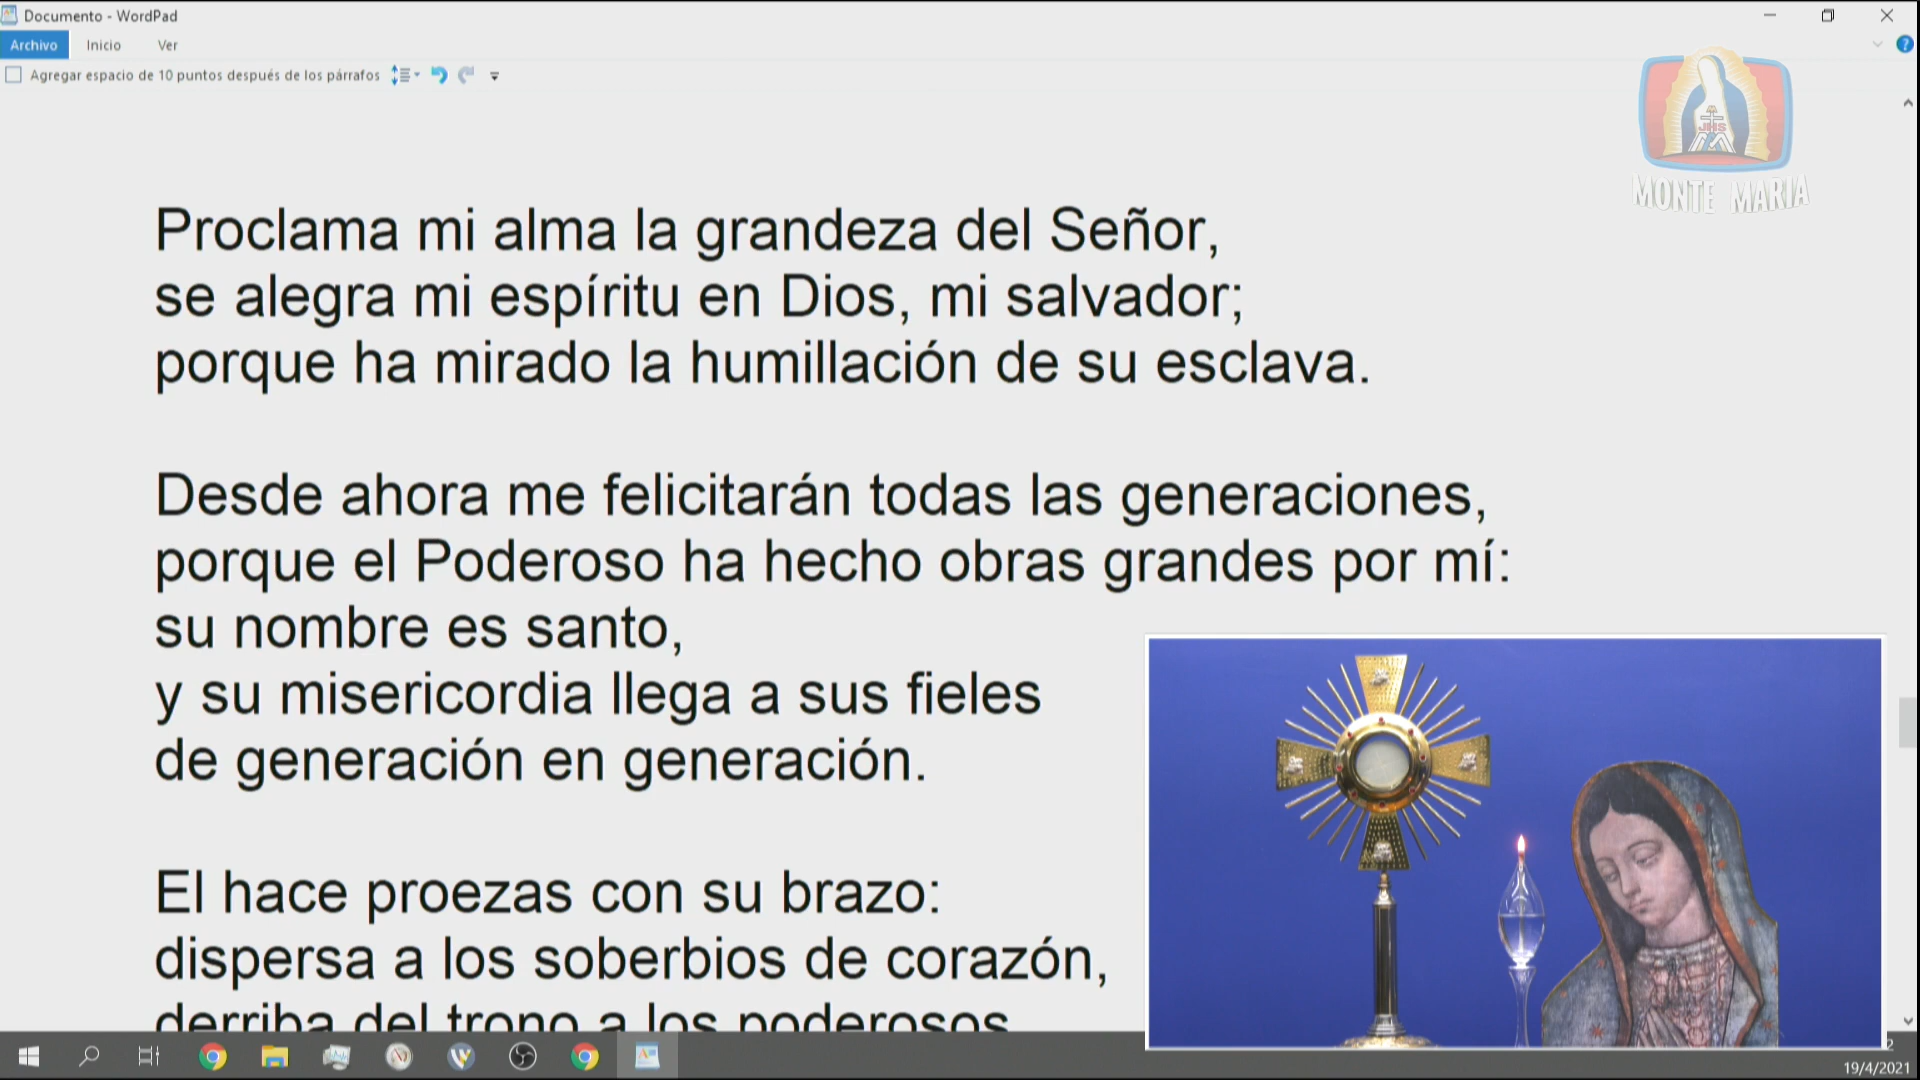 Documento - WordPad
Archivo Inicio Ver
Agregar espacio de 10 puntos después de los párrafos
JHS
MONTE MARIA
Proclama mi alma la grandeza del Señor,
se alegra mi espíritu en Dios, mi salvador;
porque ha mirado la humillación de su esclava.
Desde ahora me felicitarán todas las generaciones,
porque el Poderoso ha hecho obras grandes por mí:
su nombre es santo,
y su misericordia llega a sus fieles
de generación en generación.
El hace proezas con su brazo:
dispersa a los soberbios de corazón,
derriba del trono a los poderosos
19/4/2021